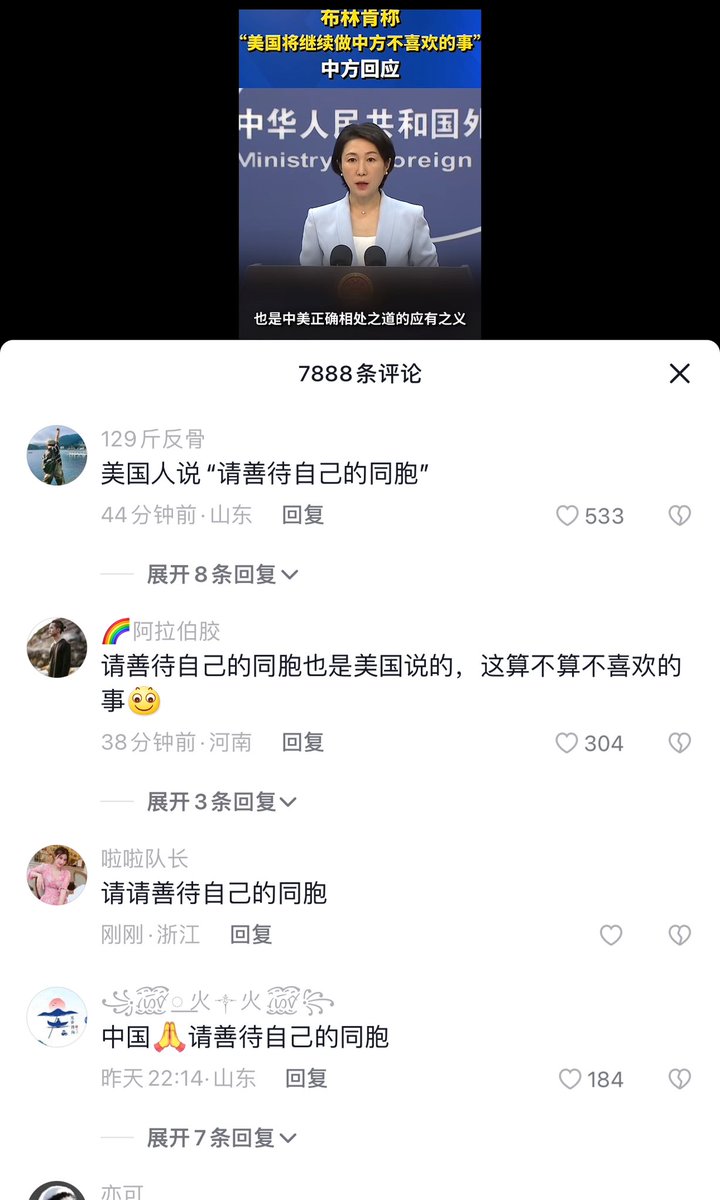 布林肯称
“美国将继续做中方不喜欢的事”
中方回应
中华人民共和国外
Ministry
oreign
也是中美正确相处之道的应有之义
7888条评论
129斤反骨
美国人说“请善待自己的同胞”
44分钟前·山东 回复
533
展开8条回复
🌈阿拉伯胶
请善待自己的同胞也是美国说的，这算不算不喜欢的
事
38分钟前·河南 回复
304
展开3条回复
啦啦队长
请请善待自己的同胞
刚刚·浙江 回复
火༒火
中国🙏请善待自己的同胞
昨天22:14·山东 回复
184
展开7条回复
亦可